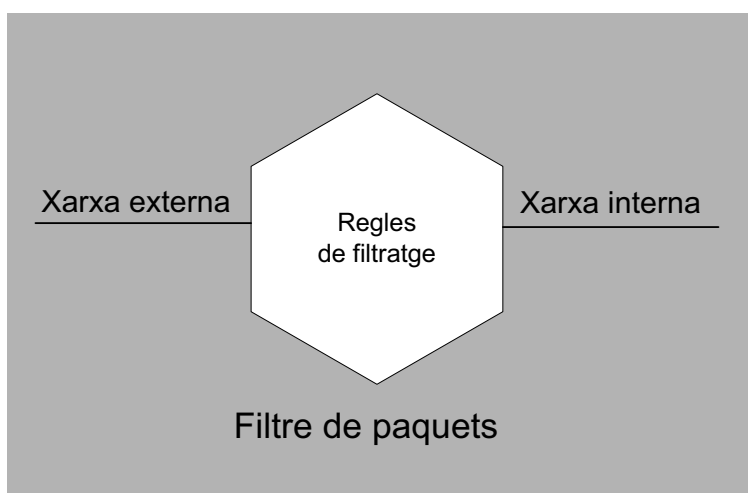 Xarxa externa
Regles
de filtratge
Xarxa interna
Filtre de paquets